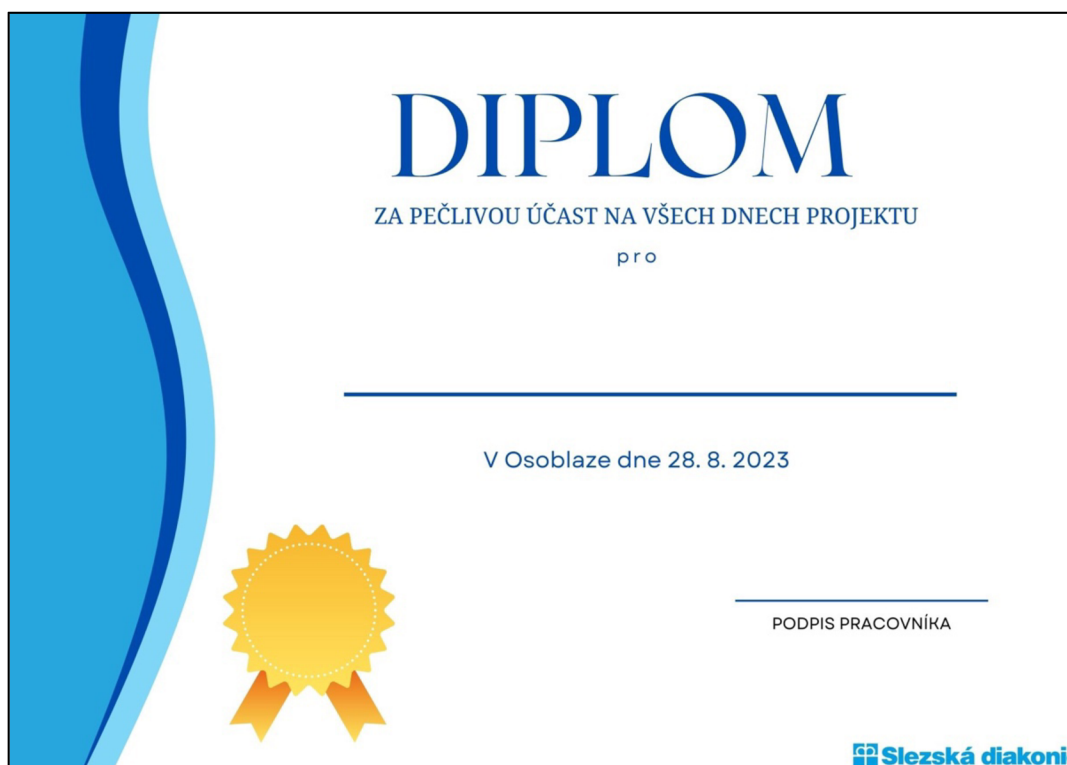 DIPLOM
ZA PEČLIVOU ÚČAST NA VŠECH DNECH PROJEKTU
pro
V Osoblaze dne 28. 8. 2023
PODPIS PRACOVNÍKA
Slezská diakoni